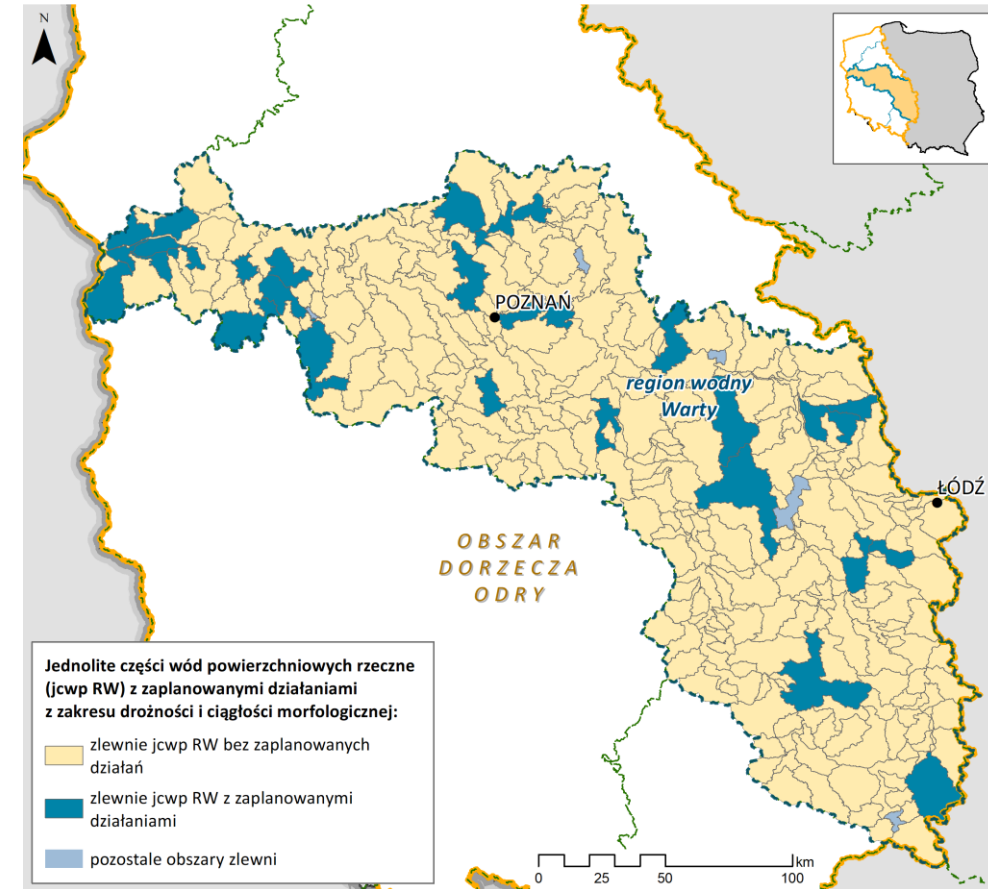 N
POZNAŃ
region wodny
Warty
ŁÓDŹ
OBSZAR
DORZECZA
ODRY
Jednolite części wód powierzchniowych rzeczne
(jcwp RW) z zaplanowanymi działaniami
z zakresu drożności i ciągłości morfologicznej:
zlewnie jcwp RW bez zaplanowanych
działań
zlewnie jcwp RW z zaplanowanymi
działaniami
pozostałe obszary zlewni
km
0 25 50 100